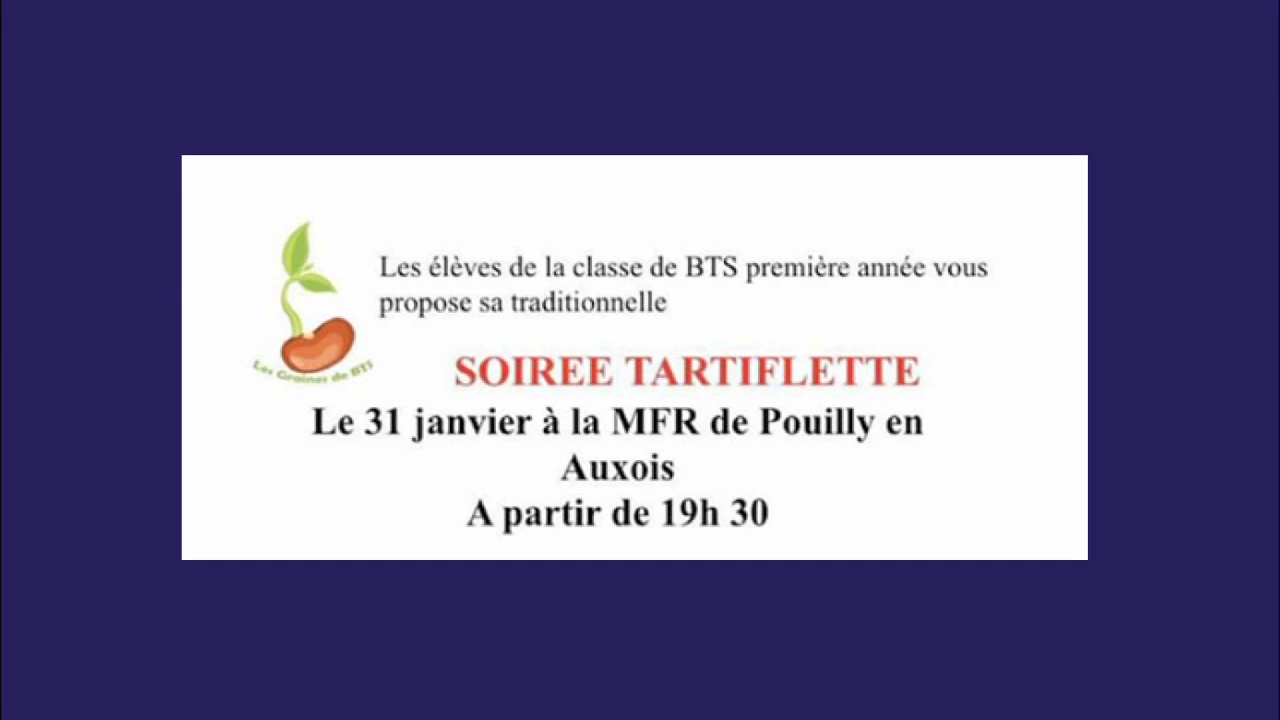 Les élèves de la classe de BTS première année vous
propose sa traditionnelle
Les Graines de BTS
SOIREE TARTIFLETTE
Le 31 janvier à la MFR de Pouilly en
Auxois
A partir de 19h 30